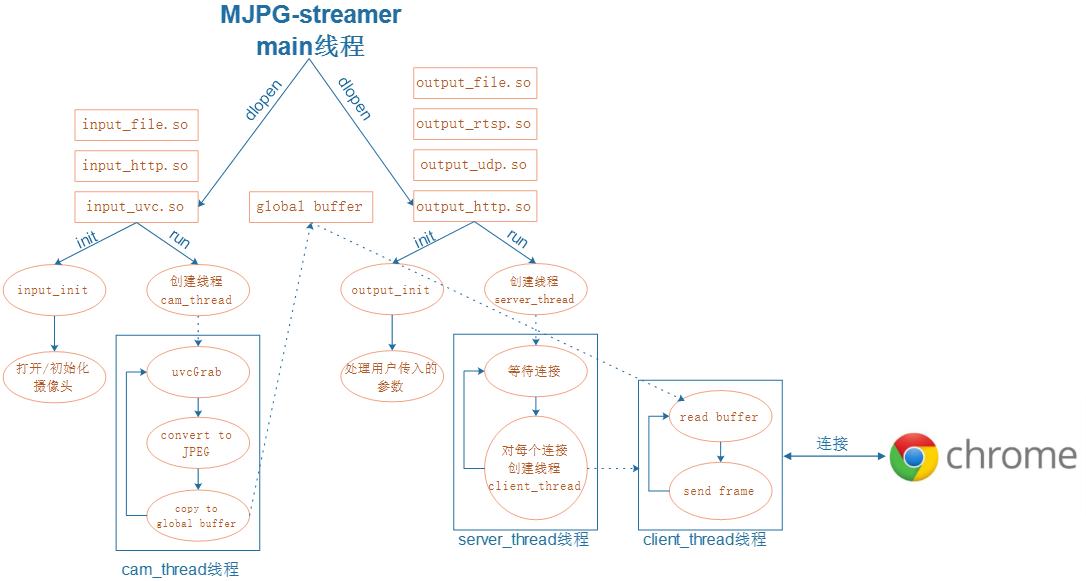 MJPG-streamer
main线程
dlopen
dlopen
input_file.so
input_http.so
input_uvc.so
global buffer
output_file.so
output_rtsp.so
output_udp.so
output_http.so
init
run
init
run
input_init
创建线程
cam_thread
output_init
创建线程
server_thread
打开/初始化
摄像头
uvcGrab
convert to
JPEG
copy to
global buffer
cam_thread线程
处理用户传入的
参数
等待连接
对每个连接
创建线程
client_thread
server_thread线程
read buffer
send frame
client_thread线程
连接
chrome